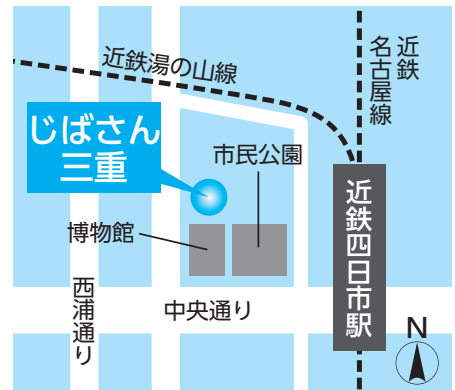 近鉄湯の山線
近鉄
名古屋線
じばさん
三重
市民公園
博物館
近鉄四日市駅
西浦通り
中央通り
N